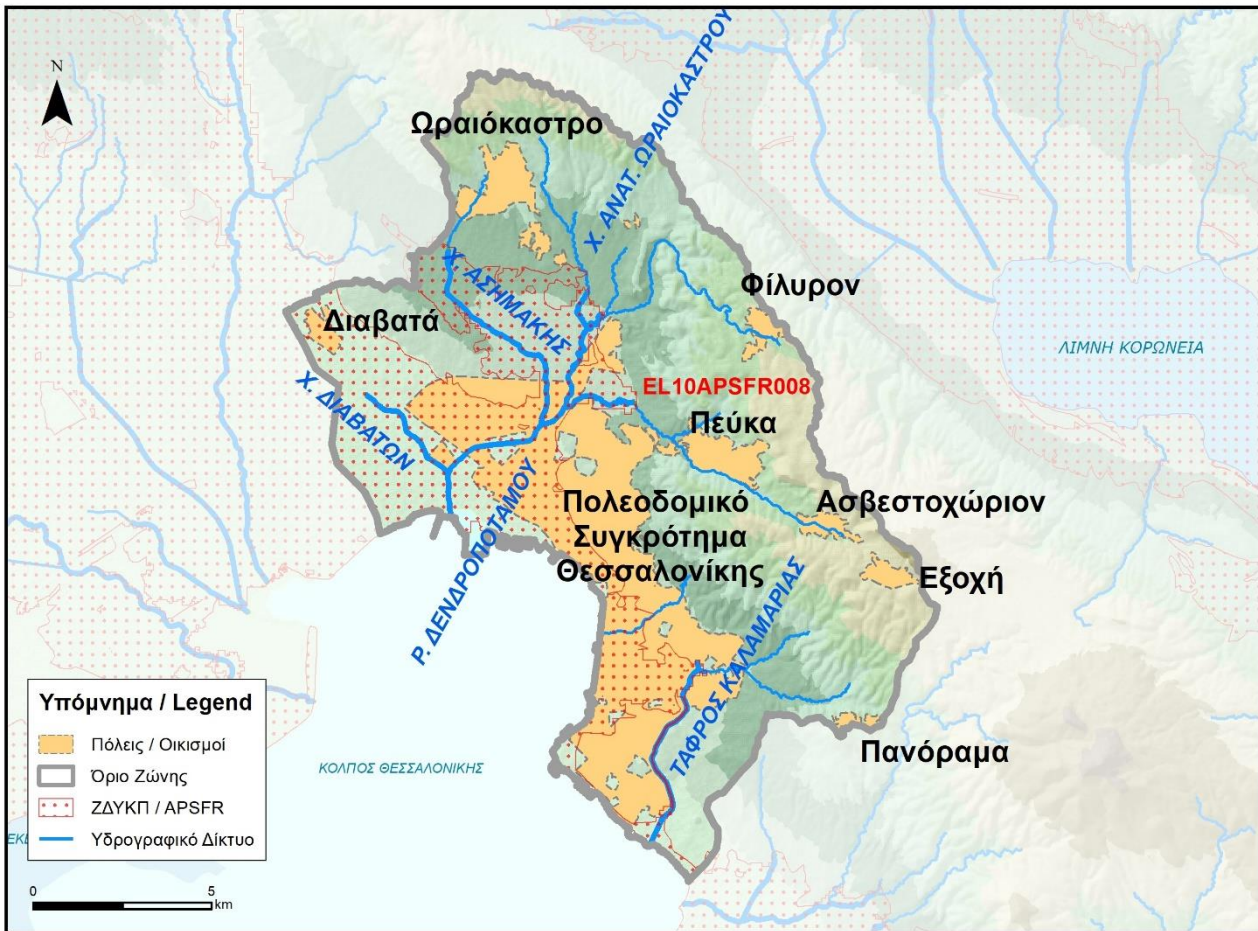 N
Ωραιόκαστρο
Χ. ΑΝΑΤ. ΩΡΑΙΟΚΑΣΤΡΟΥ
Χ. ΑΣΗΜΑΚΗΣ
Φίλυρον
Διαβατά
ΛΙΜΝΗ ΚΟΡΩΝΕΙΑ
EL10APSFR008
Χ. ΔΙΑΒΑΤΩΝ
Πεύκα
Πολεοδομικό
Συγκρότημα
Θεσσαλονίκης
Ασβεστοχώριον
Εξοχή
Ρ. ΔΕΝΔΡΟΠΟΤΑΜΟΥ
ΤΑΦΡΟΣ ΚΑΛΑΜΑΡΙΑΣ
Πανόραμα
ΚΟΛΠΟΣ ΘΕΣΣΑΛΟΝΙΚΗΣ
Υπόμνημα / Legend
Πόλεις / Οικισμοί
Όριο Ζώνης
ΖΔΥΚΠ / APSFR
Υδρογραφικό Δίκτυο
0 5
km